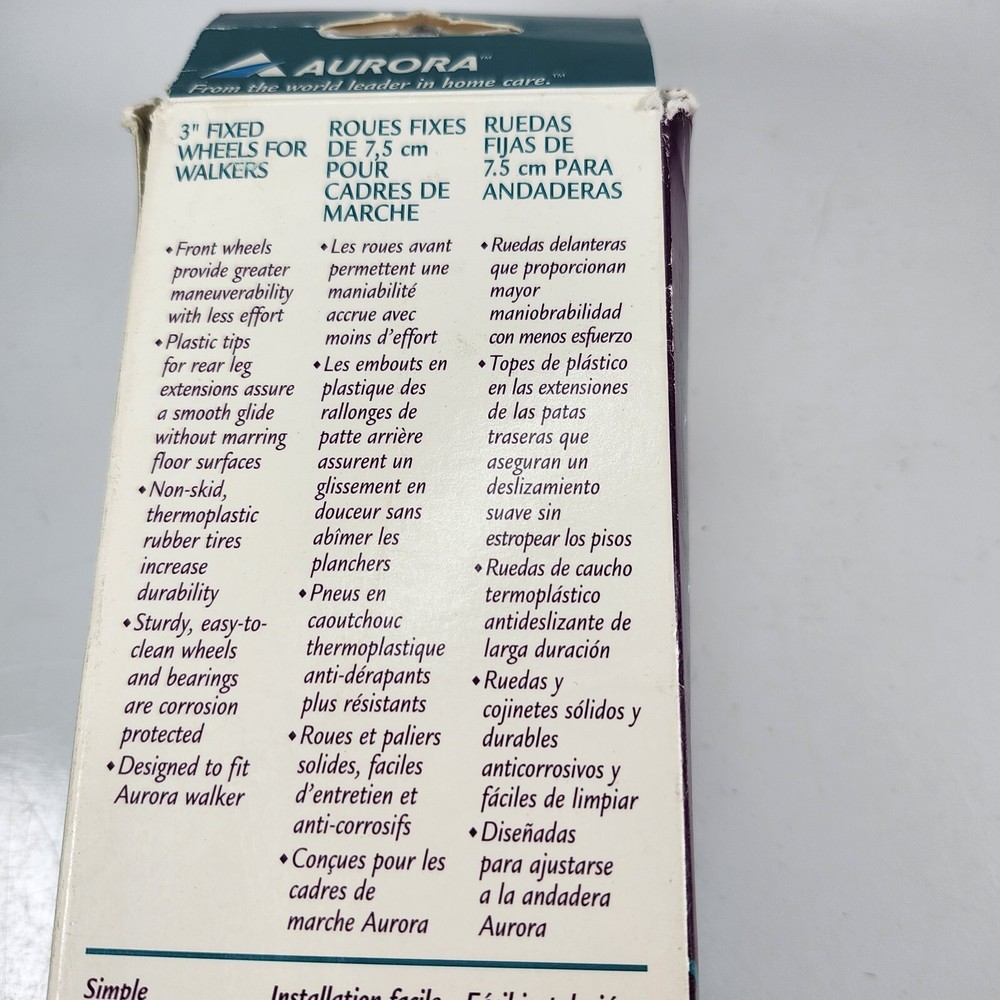 AURORA™
From the world leader in home care.™
3" FIXED
WHEELS FOR
WALKERS
• Front wheels
provide greater
maneuverability
with less effort
• Plastic tips
for rear leg
extensions assure
a smooth glide
without marring
floor surfaces
• Non-skid,
thermoplastic
rubber tires
increase
durability
• Sturdy, easy-to-
clean wheels
and bearings
are corrosion
protected
• Designed to fit
Aurora walker
ROUES FIXES
DE 7,5 cm
POUR
CADRES DE
MARCHE
• Les roues avant
permettent une
maniabilité
accrue avec
moins d'effort
• Les embouts en
plastique des
rallonges de
patte arrière
assurent un
glissement en
douceur sans
abîmer les
planchers
• Pneus en
caoutchouc
thermoplastique
anti-dérapants
plus résistants
• Roues et paliers
solides, faciles
d'entretien et
anti-corrosifs
• Conçues pour les
cadres de
marche Aurora
RUEDAS
FIJAS DE
7.5 cm PARA
ANDADERAS
• Ruedas delanteras
que proporcionan
mayor
maniobrabilidad
con menos esfuerzo
• Topes de plástico
en las extensiones
de las patas
traseras que
aseguran un
deslizamiento
suave sin
estropear los pisos
• Ruedas de caucho
termoplástico
antideslizante de
larga duración
• Ruedas y
cojinetes sólidos y
durables
anticorrosivos y
fáciles de limpiar
• Diseñadas
para ajustarse
a la andadera
Aurora
Simple
Installation facile